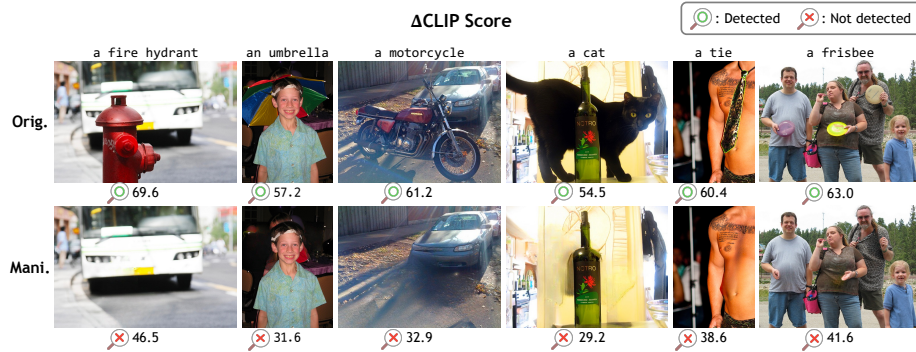 ΔCLIP Score
: Detected : Not detected
a fire hydrant an umbrella a motorcycle a cat a tie a frisbee
Orig.
69.6 57.2 61.2 54.5 60.4 63.0
Mani.
46.5 31.6 32.9 29.2 38.6 41.6